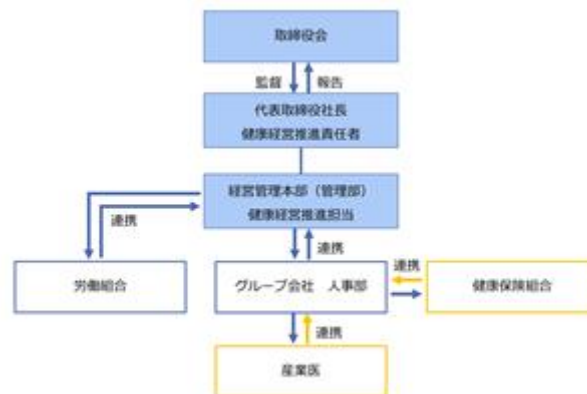 取締役会
監督
報告
代表取締役社長
健康経営推進責任者
経営管理本部（管理部）
健康経営推進担当
連携
連携
労働組合
グループ会社　人事部
連携
健康保険組合
連携
産業医